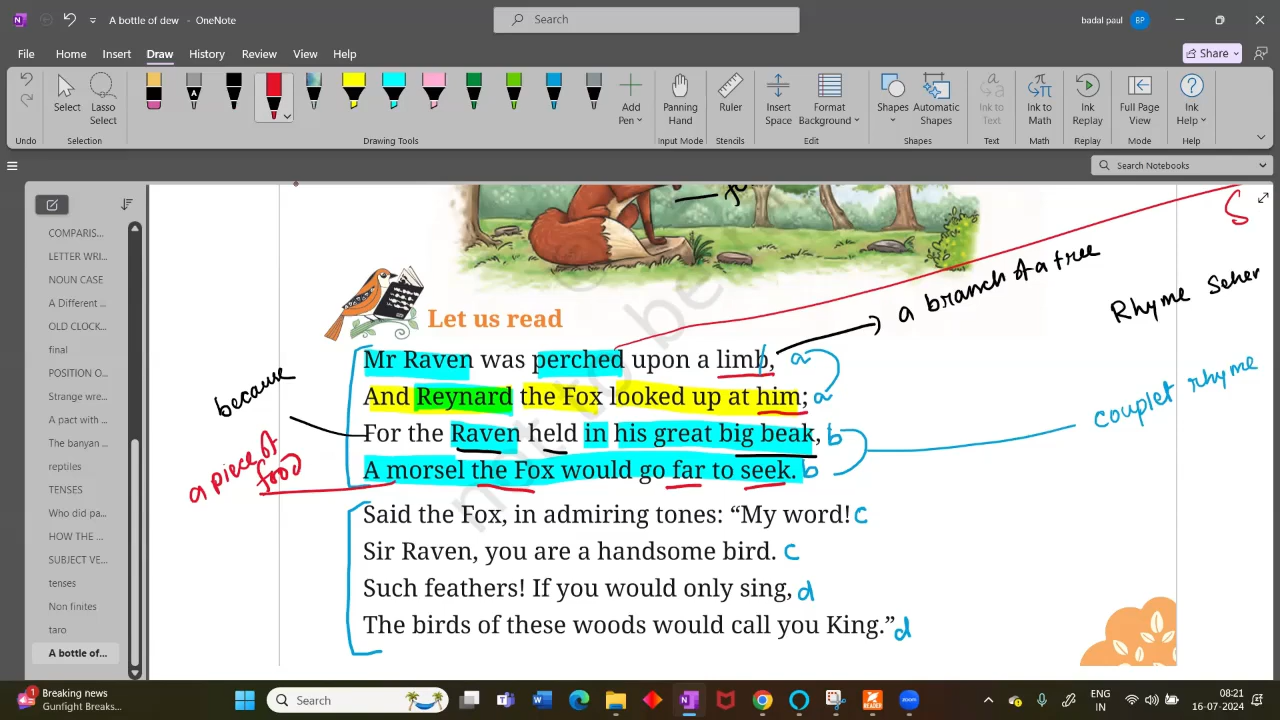 A bottle of dew - OneNote
Search
badal paul BP
File Home Insert Draw History Review View Help
Share
Undo
Select
Lasso Select
Add Pen
Panning Hand
Ruler
Insert Space
Format Background
Shapes
Automatic Shapes
Ink to Text
Ink to Math
Ink Replay
Full Page View
Ink Help
Undo Selection Drawing Tools Input Mode Stencils Edit Shapes Text Math Replay Mode Help
Search Notebooks
COMPARIS...
LETTER WRI...
NOUN CASE
A Different ...
OLD CLOCK...
final
POSITION O...
Strange wre...
A pact with ...
The banyan ...
reptiles
TENSES
Who did pa...
HOW THE ...
SUBJECT VE...
tenses
Non finites
taro
A bottle of...
S
a branch of a tree
Rhyme Scher
Let us read
Mr Raven was perched upon a limb, a
And Reynard the Fox looked up at him; a
For the Raven held in his great big beak, b
A morsel the Fox would go far to seek. b
because
a piece of
food
couplet rhyme
Said the Fox, in admiring tones: “My word! c
Sir Raven, you are a handsome bird. c
Such feathers! If you would only sing, d
The birds of these woods would call you King.” d
not to be
1
Breaking news
Gunfight Breaks...
Search
READER
ENG
IN
08:21
16-07-2024